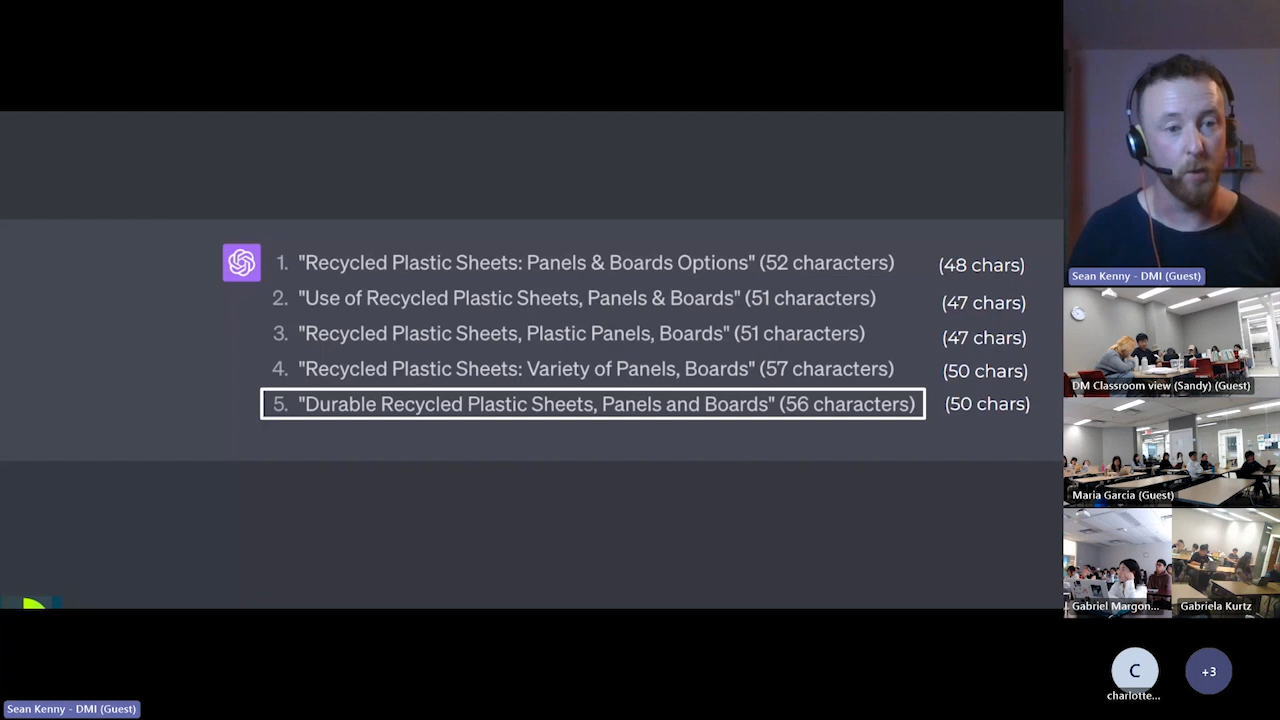 1. "Recycled Plastic Sheets: Panels & Boards Options" (52 characters) (48 chars)
2. "Use of Recycled Plastic Sheets, Panels & Boards" (51 characters) (47 chars)
3. "Recycled Plastic Sheets, Plastic Panels, Boards" (51 characters) (47 chars)
4. "Recycled Plastic Sheets: Variety of Panels, Boards" (57 characters) (50 chars)
5. "Durable Recycled Plastic Sheets, Panels and Boards" (56 characters) (50 chars)
Sean Kenny - DMI (Guest)
DM Classroom view (Sandy) (Guest)
Maria Garcia (Guest)
Gabriel Margon...
Gabriela Kurtz
C
charlotte...
+3
Sean Kenny - DMI (Guest)